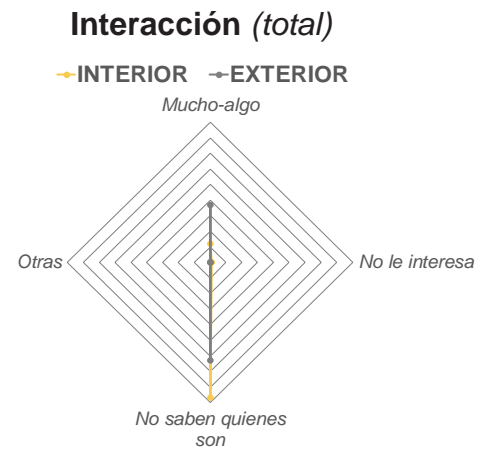 Interacción (total)
INTERIOR EXTERIOR
Mucho-algo
Otras No le interesa
No saben quienes
son